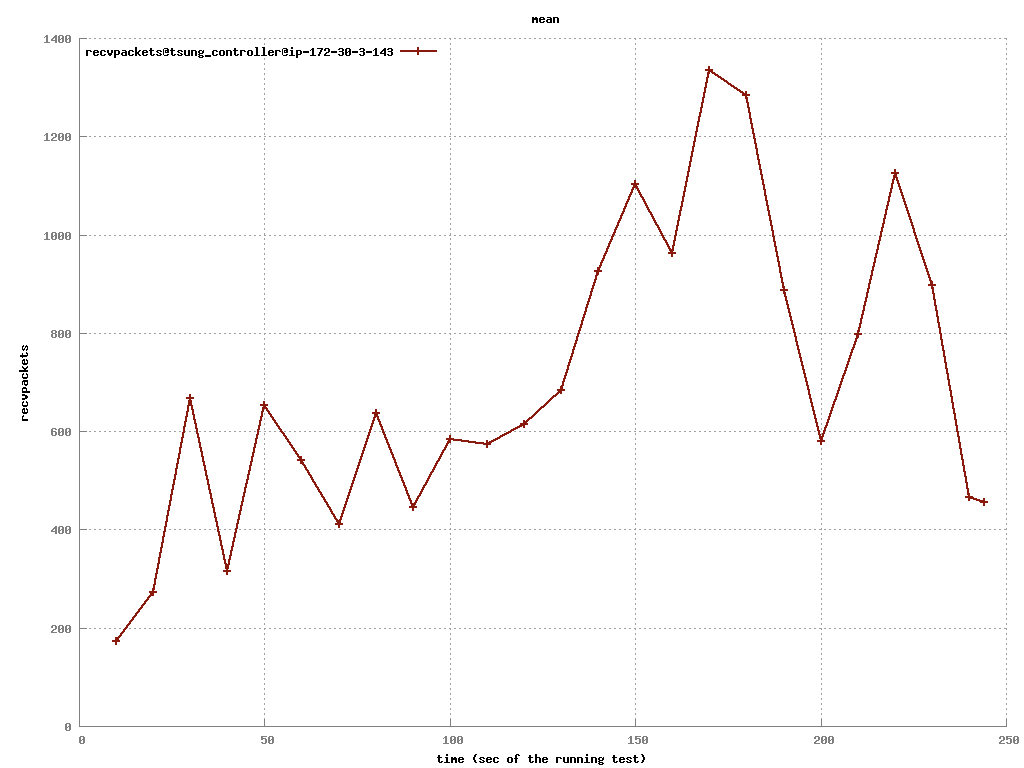 mean
1400
recvpackets@tsung_controller@ip-172-30-3-143
1200
1000
800
recvpackets
600
400
200
0
0 50 100 150 200 250
time (sec of the running test)